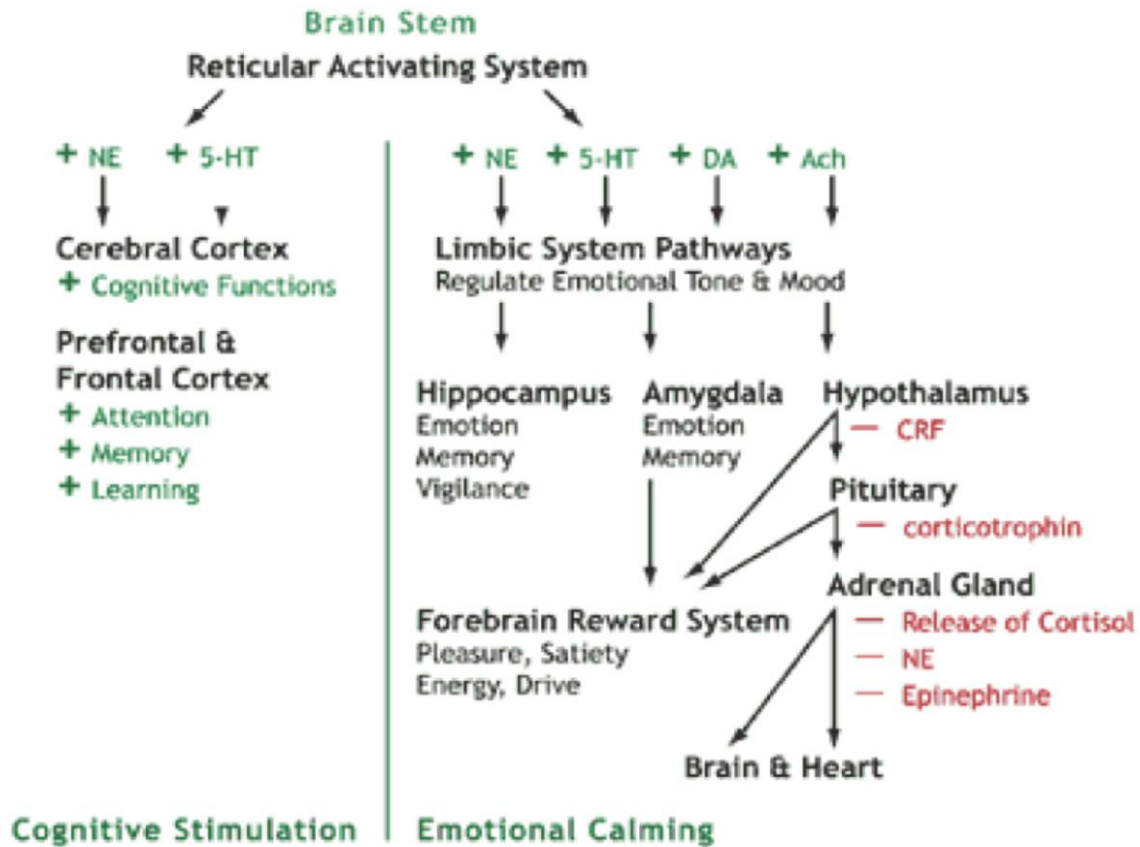 Brain Stem
Reticular Activating System
+ NE + 5-HT
+ NE + 5-HT + DA + Ach
Cerebral Cortex
+ Cognitive Functions
Prefrontal &
Frontal Cortex
+ Attention
+ Memory
+ Learning
Limbic System Pathways
Regulate Emotional Tone & Mood
Hippocampus
Emotion
Memory
Vigilance
Amygdala
Emotion
Memory
Hypothalamus
— CRF
Pituitary
— corticotrophin
Adrenal Gland
— Release of Cortisol
— NE
— Epinephrine
Forebrain Reward System
Pleasure, Satiety
Energy, Drive
Brain & Heart
Cognitive Stimulation
Emotional Calming